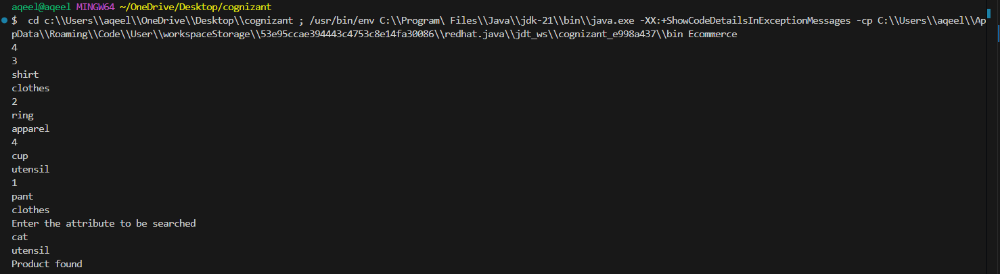 aqeel@aqeel MINGW64 ~/OneDrive/Desktop/cognizant
$  cd c:\\Users\\aqeel\\OneDrive\\Desktop\\cognizant ; /usr/bin/env C:\\Program\ Files\\Java\\jdk-21\\bin\\java.exe -XX:+ShowCodeDetailsInExceptionMessages -cp C:\\Users\\aqeel\\Ap
pData\\Roaming\\Code\\User\\workspaceStorage\\53e95ccae394443c4753c8e14fa30086\\redhat.java\\jdt_ws\\cognizant_e998a437\\bin Ecommerce
4
3
shirt
clothes
2
ring
apparel
4
cup
utensil
1
pant
clothes
Enter the attribute to be searched
cat
utensil
Product found